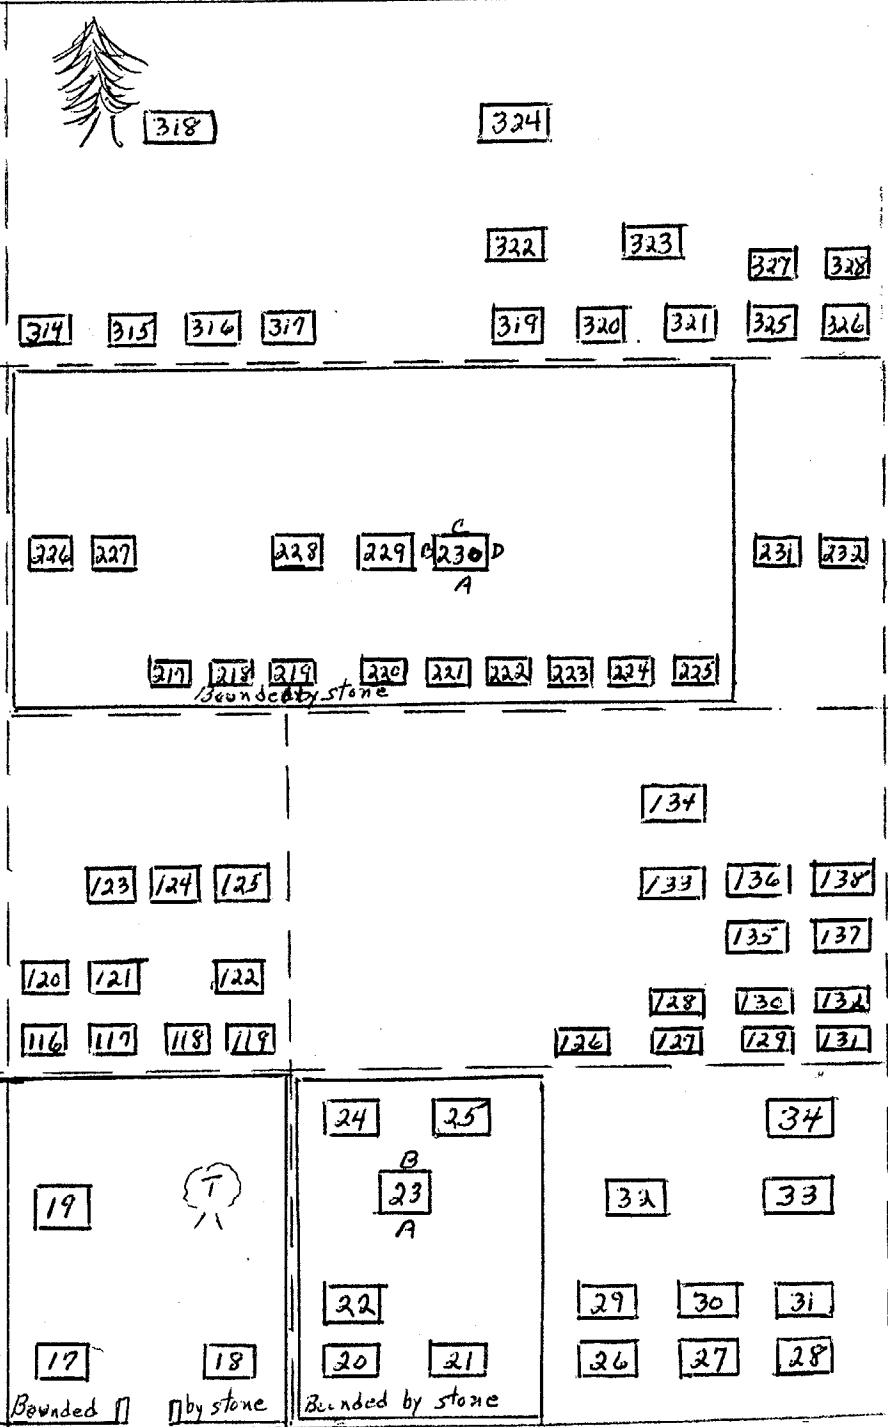 318 324
322 323
327 328
314 315 316 317 319 320 321 325 326
C
226 227 228 229 B 230 D 231 232
A
217 218 219 220 221 222 223 224 225
Bounded by stone
134
123 124 125 133 136 138
135 137
120 121 122
128 130 132
116 117 118 119 126 127 129 131
24 25 34
B
19 T 23 32 33
A
22 29 30 31
17 18 20 21 26 27 28
Bounded by stone Bounded by stone